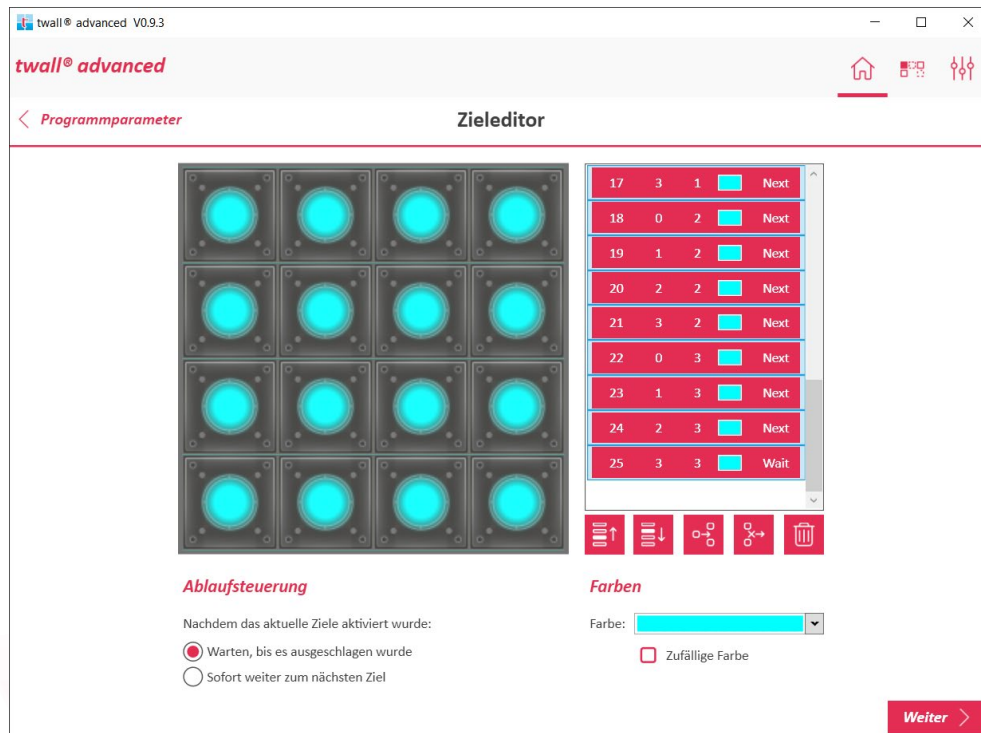 twall® advanced V0.9.3
twall® advanced
Programmparameter
Zieleditor
17 3 1 Next
18 0 2 Next
19 1 2 Next
20 2 2 Next
21 3 2 Next
22 0 3 Next
23 1 3 Next
24 2 3 Next
25 3 3 Wait
Ablaufsteuerung
Nachdem das aktuelle Ziele aktiviert wurde:
Warten, bis es ausgeschlagen wurde
Sofort weiter zum nächsten Ziel
Farben
Farbe:
Zufällige Farbe
Weiter